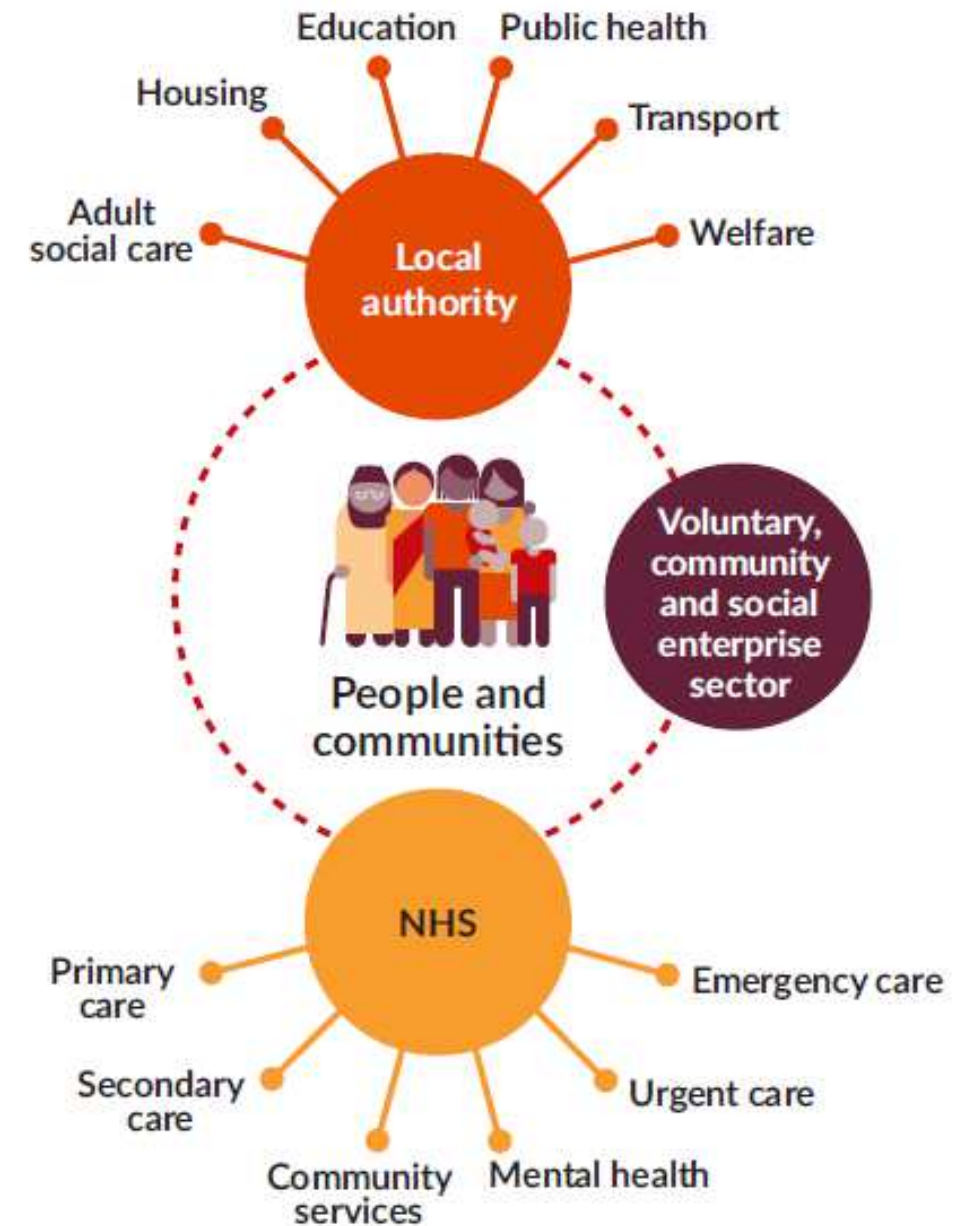 Education
Public health
Housing
Transport
Adult
social care
Welfare
Local
authority
Voluntary,
community
and social
enterprise
sector
People and
communities
NHS
Primary
care
Emergency care
Secondary
care
Urgent care
Community
services
Mental health